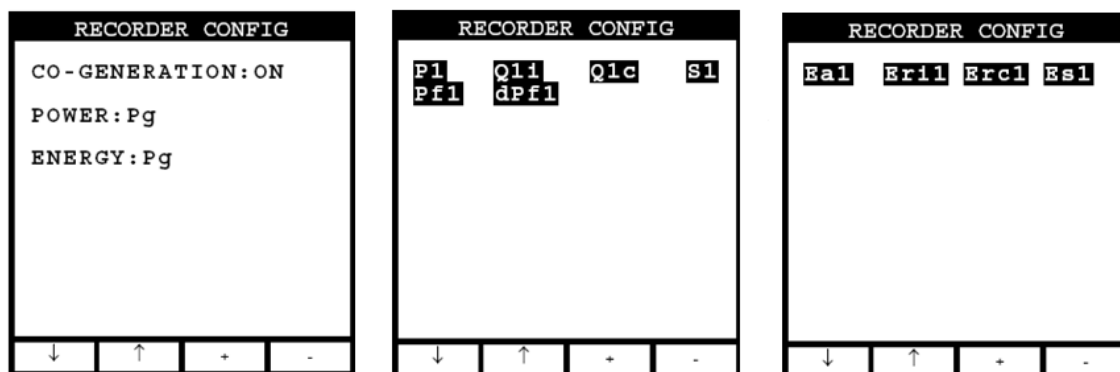 RECORDER CONFIG
CO-GENERATION:ON
POWER:Pg
ENERGY:Pg
↓ ↑ + -
RECORDER CONFIG
P1 Q1i Q1c S1
Pf1 dPf1
↓ ↑ + -
RECORDER CONFIG
Ea1 Eri1 Erc1 Es1
↓ ↑ + -